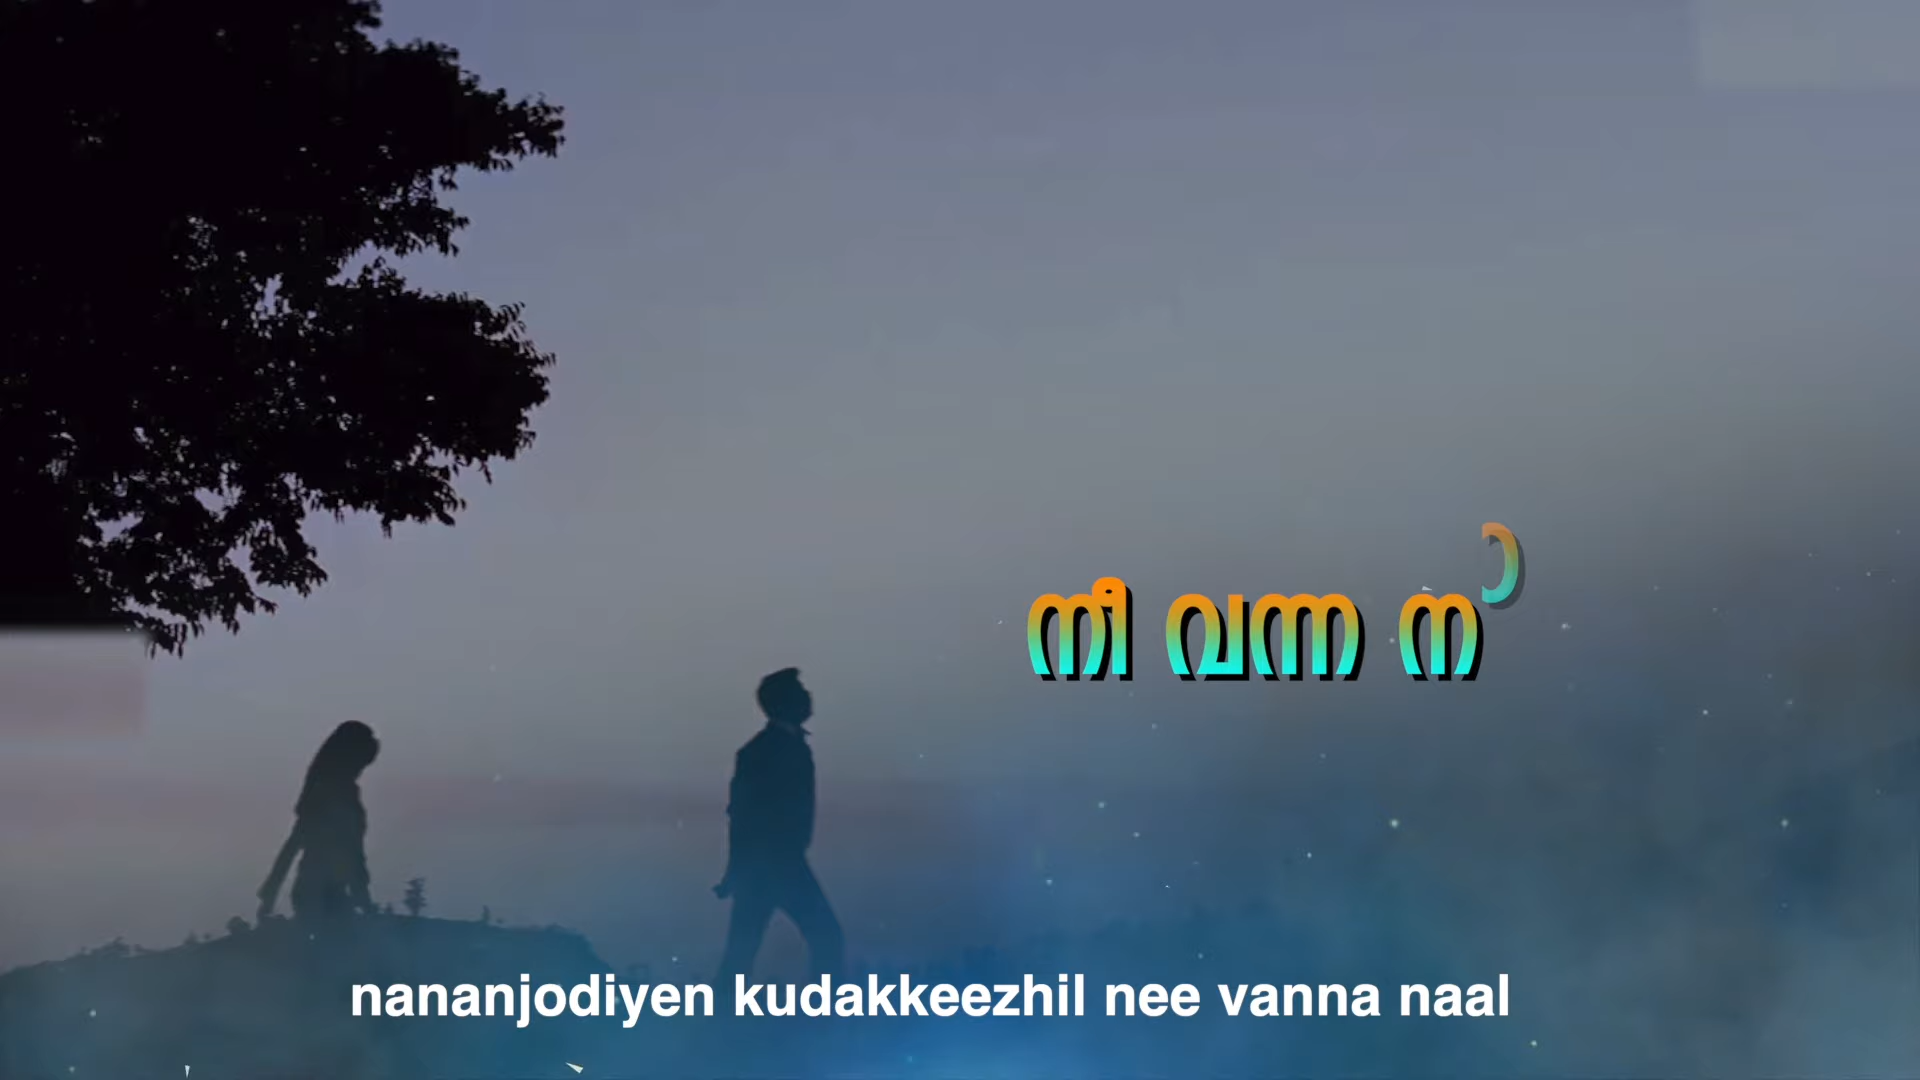 നീ വന്ന നാ
nananjodiyen kudakkeezhil nee vanna naal